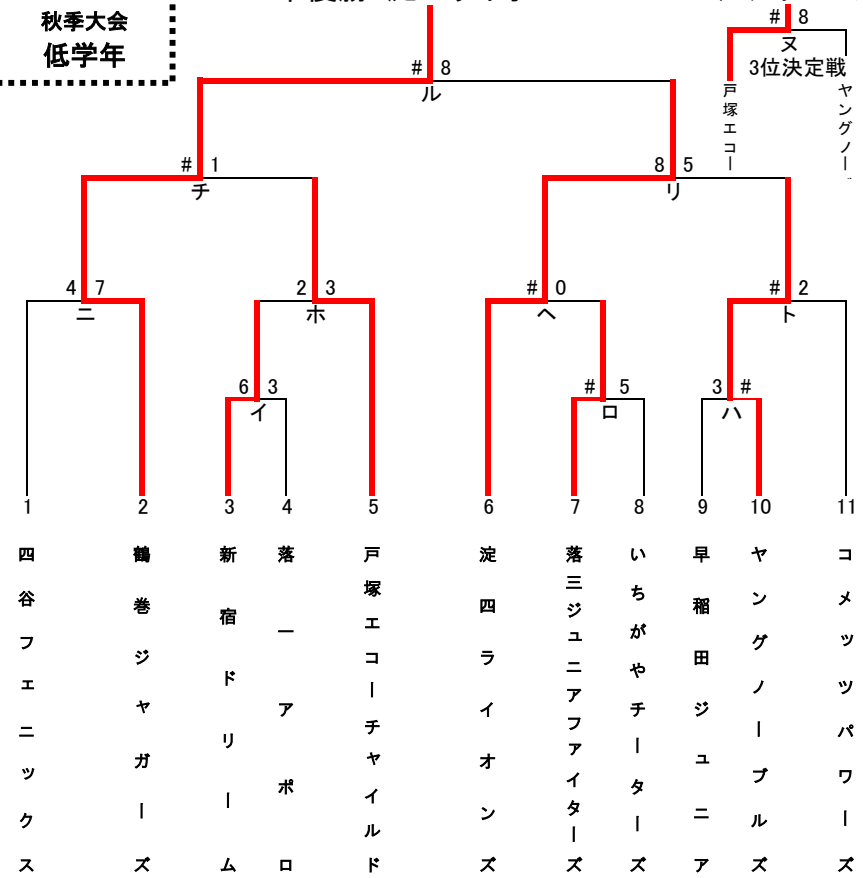 秋季大会
低学年
# 8
ヌ
3位決定戦
戸塚エコー
ヤングノー
# 8
ル
# 1
チ
8 5
リ
4 7
ニ
2 3
ホ
# 0
ヘ
# 2
ト
6 3
イ
# 5
ロ
3 #
ハ
1 2 3 4 5 6 7 8 9 10 11
四谷フェニックス
鶴巻ジャガーズ
新宿ドリーム
落一アポロ
戸塚エコーチャイルド
淀四ライオンズ
落三ジュニアファイターズ
いちがやチーターズ
早稲田ジュニア
ヤングノーブルズ
コメッツパワーズ